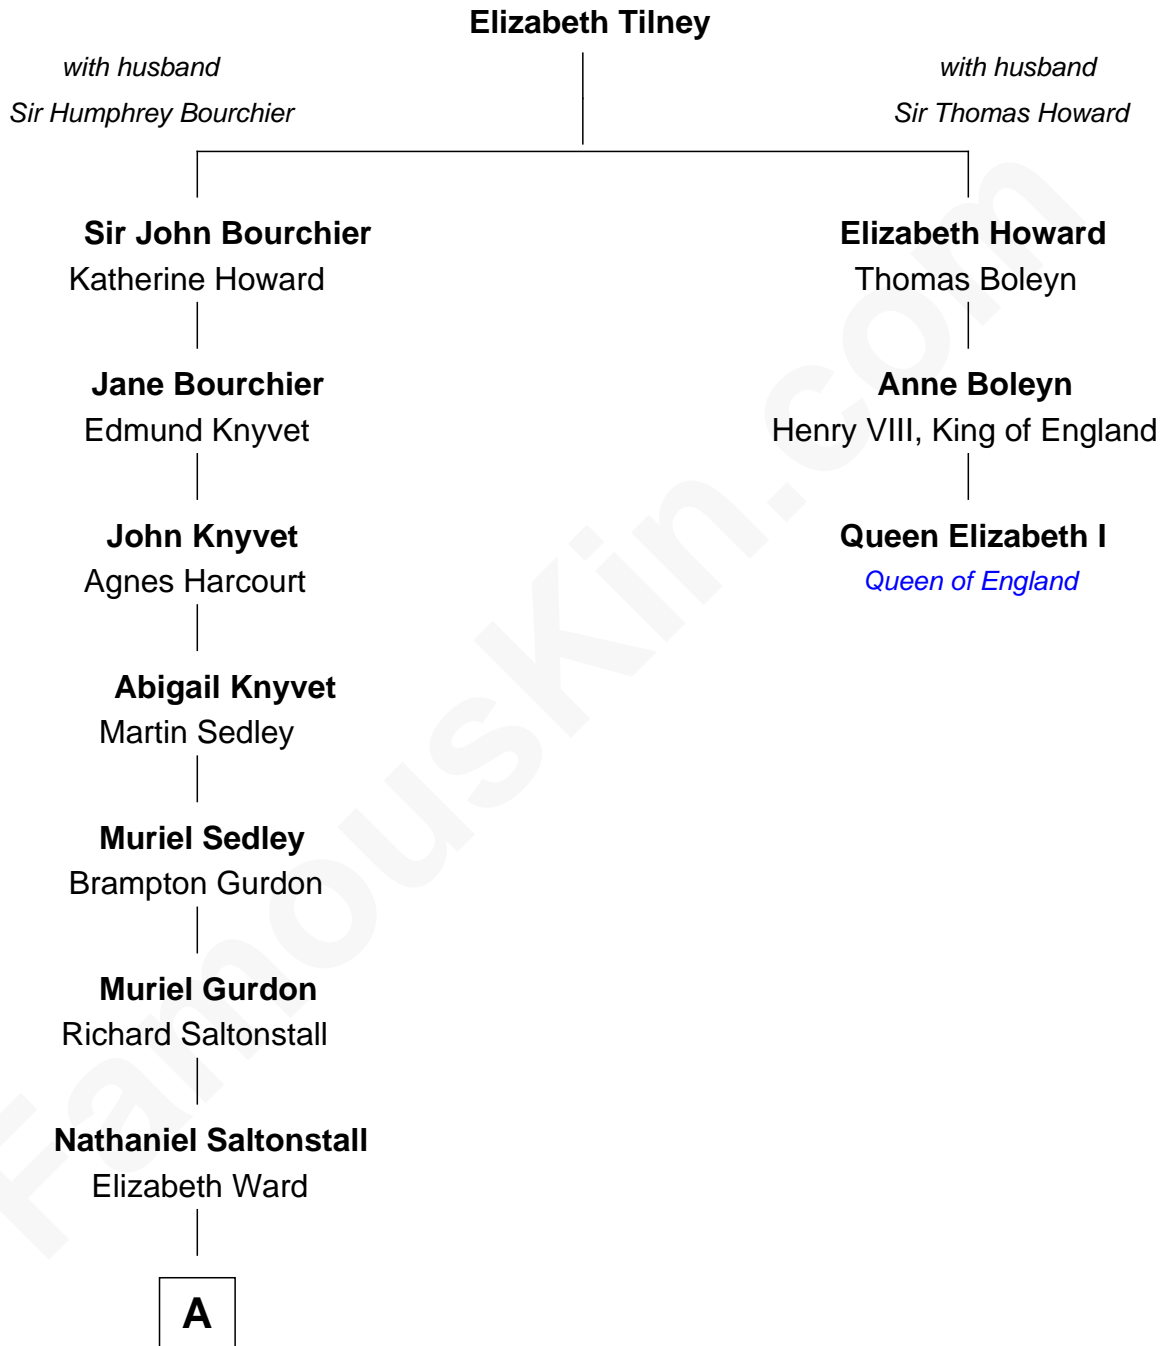 Elizabeth Tilney
with husband
Sir Humphrey Bourchier
with husband
Sir Thomas Howard
Sir John Bourchier
Katherine Howard
Elizabeth Howard
Thomas Boleyn
Jane Bourchier
Edmund Knyvet
Anne Boleyn
Henry VIII, King of England
John Knyvet
Agnes Harcourt
Queen Elizabeth I
Queen of England
Abigail Knyvet
Martin Sedley
Muriel Sedley
Brampton Gurdon
Muriel Gurdon
Richard Saltonstall
Nathaniel Saltonstall
Elizabeth Ward
A
FamousKin.com